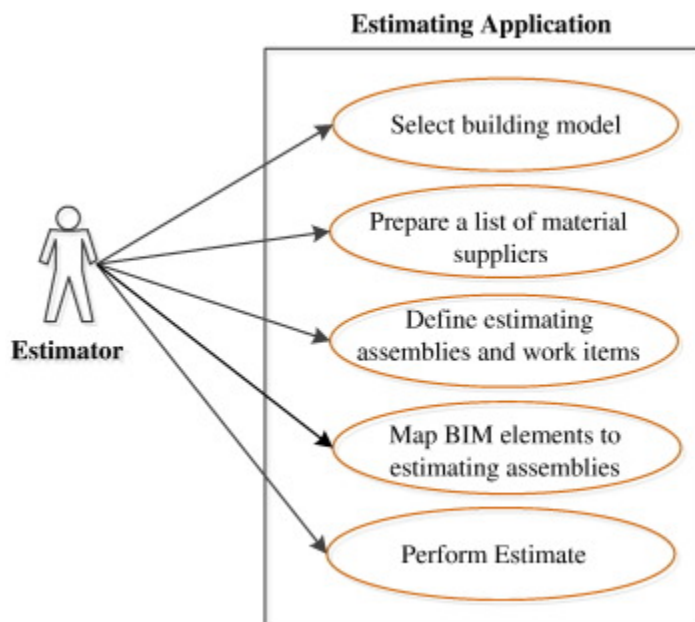 Estimating Application
Select building model
Prepare a list of material
suppliers
Define estimating
assemblies and work items
Estimator
Map BIM elements to
estimating assemblies
Perform Estimate